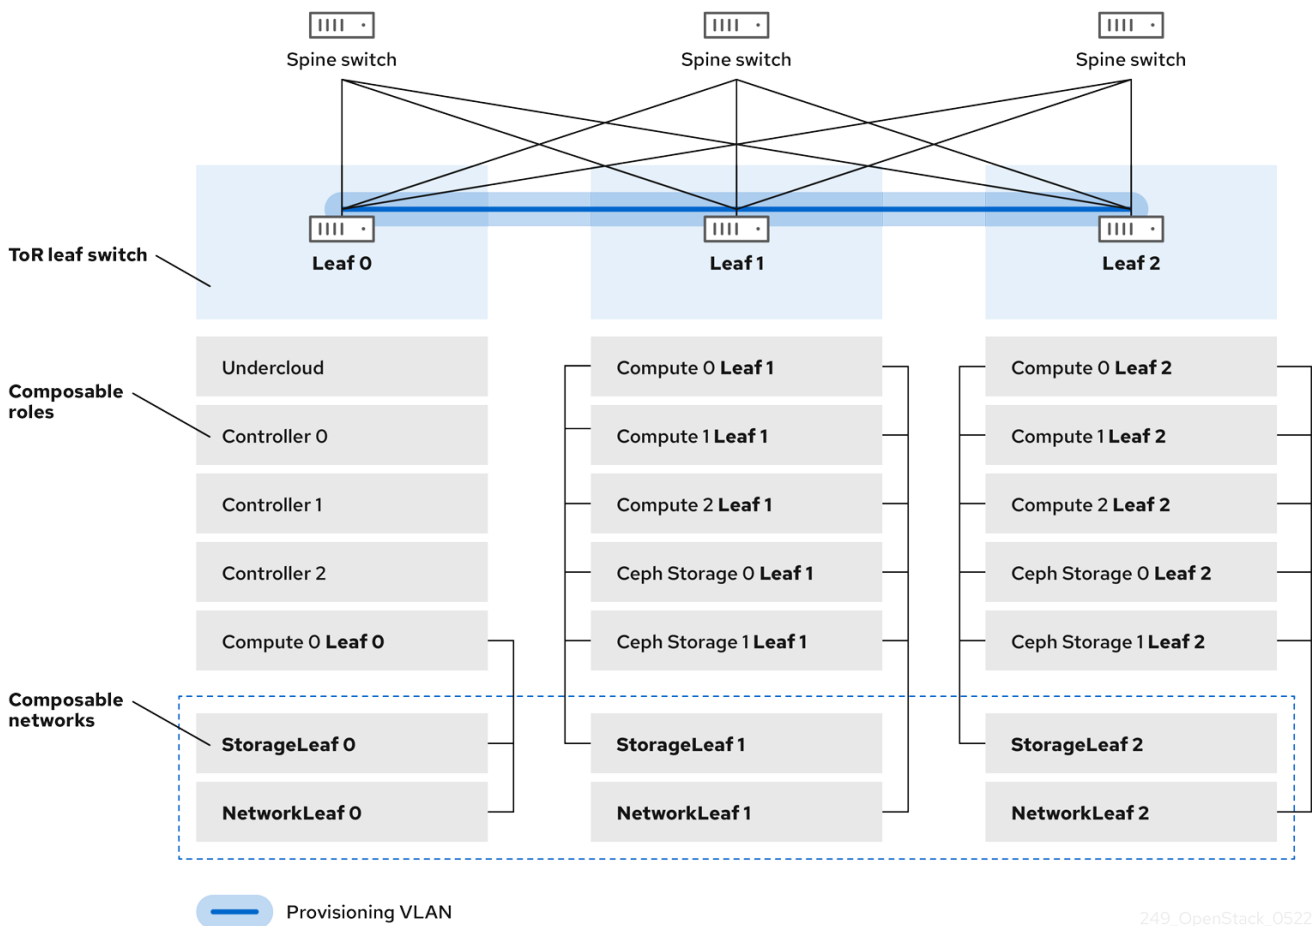 Spine switch
Spine switch
Spine switch
ToR leaf switch
Leaf 0
Leaf 1
Leaf 2
Composable
roles
Undercloud
Controller 0
Controller 1
Controller 2
Compute 0 Leaf 0
Compute 0 Leaf 1
Compute 1 Leaf 1
Compute 2 Leaf 1
Ceph Storage 0 Leaf 1
Ceph Storage 1 Leaf 1
Compute 0 Leaf 2
Compute 1 Leaf 2
Compute 2 Leaf 2
Ceph Storage 0 Leaf 2
Ceph Storage 1 Leaf 2
Composable
networks
StorageLeaf 0
NetworkLeaf 0
StorageLeaf 1
NetworkLeaf 1
StorageLeaf 2
NetworkLeaf 2
Provisioning VLAN
249_OpenStack_0522